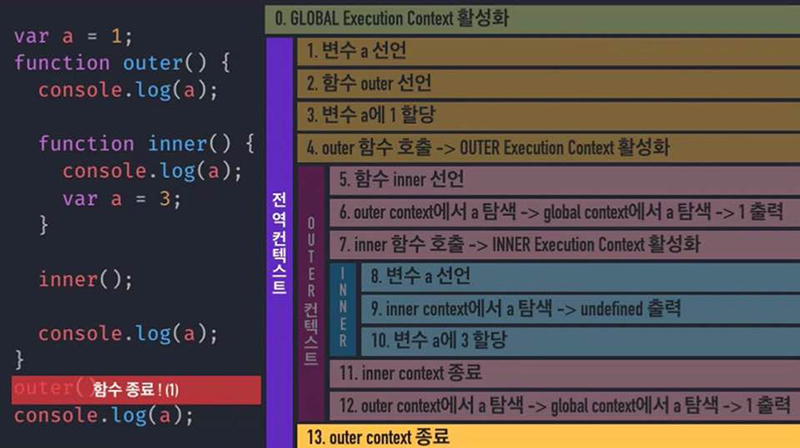 var a = 1;
function outer() {
console.log(a);
function inner() {
console.log(a);
var a = 3;
}
inner();
console.log(a);
}
outer() 함수 종료 ! (1)
console.log(a);
0. GLOBAL Execution Context 활성화
전역컨텍스트
1. 변수 a 선언
2. 함수 outer 선언
3. 변수 a에 1 할당
4. outer 함수 호출 -> OUTER Execution Context 활성화
OUTER 컨텍스트
5. 함수 inner 선언
6. outer context에서 a 탐색 -> global context에서 a 탐색 -> 1 출력
7. inner 함수 호출 -> INNER Execution Context 활성화
INNER
8. 변수 a 선언
9. inner context에서 a 탐색 -> undefined 출력
10. 변수 a에 3 할당
11. inner context 종료
12. outer context에서 a 탐색 -> global context에서 a 탐색 -> 1 출력
13. outer context 종료